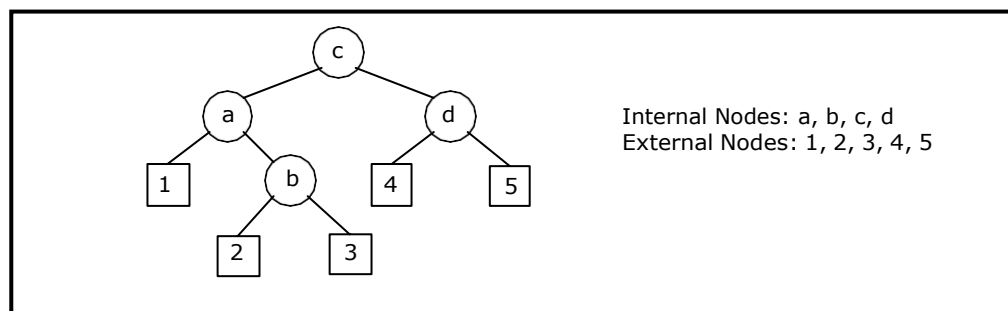 c
a
d
Internal Nodes: a, b, c, d
External Nodes: 1, 2, 3, 4, 5
1
b
4
5
2
3